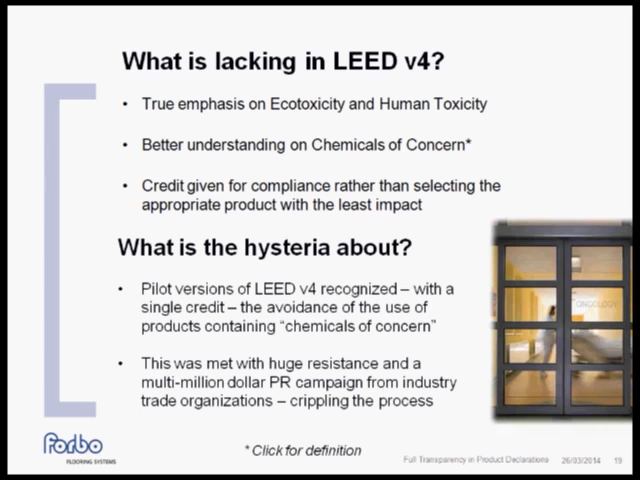 What is lacking in LEED v4?
• True emphasis on Ecotoxicity and Human Toxicity
• Better understanding on Chemicals of Concern*
• Credit given for compliance rather than selecting the
appropriate product with the least impact
What is the hysteria about?
• Pilot versions of LEED v4 recognized – with a
single credit – the avoidance of the use of
products containing “chemicals of concern”
• This was met with huge resistance and a
multi-million dollar PR campaign from industry
trade organizations – crippling the process
ONCOLOGY
Forbo
FLOORING SYSTEMS
* Click for definition
Full Transparency in Product Declarations 26/03/2014 19